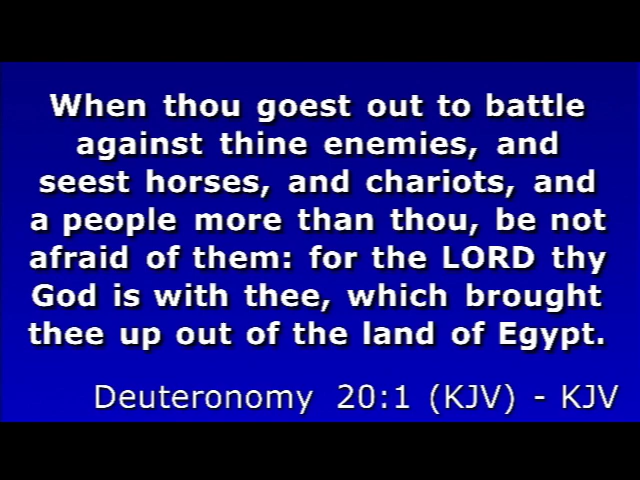 When thou goest out to battle
against thine enemies, and
seest horses, and chariots, and
a people more than thou, be not
afraid of them: for the LORD thy
God is with thee, which brought
thee up out of the land of Egypt.
Deuteronomy 20:1 (KJV) - KJV